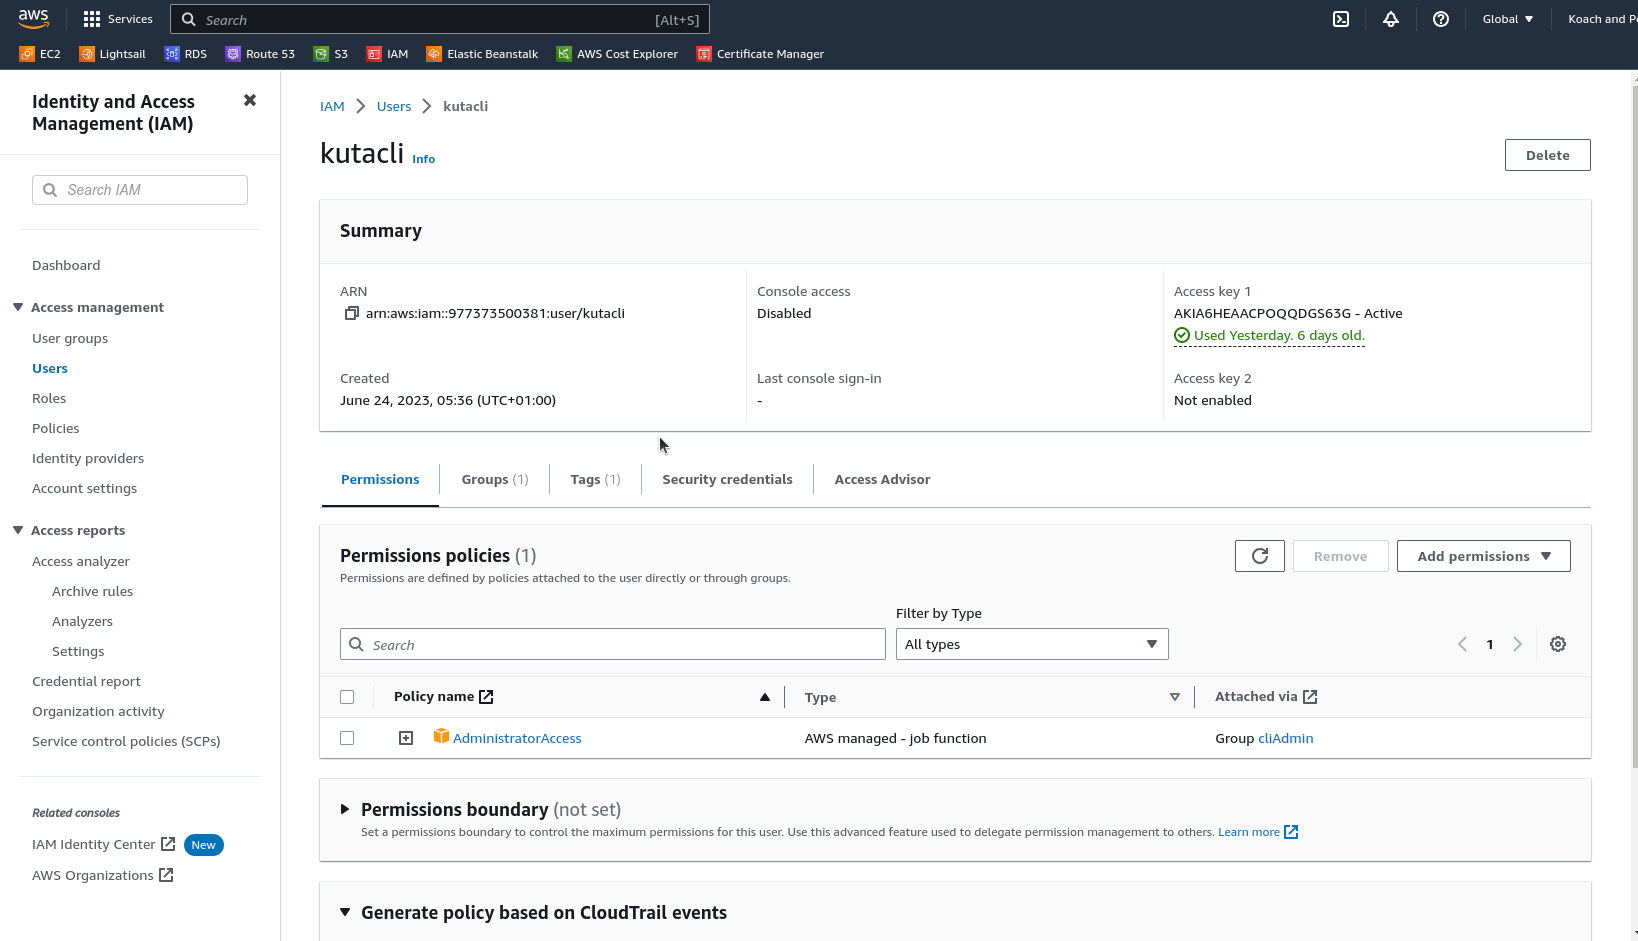 aws
Services
Search
[Alt+S]
Global
Koach and Po
EC2
Lightsail
RDS
Route 53
S3
IAM
Elastic Beanstalk
AWS Cost Explorer
Certificate Manager
Identity and Access
Management (IAM)
Search IAM
Dashboard
Access management
User groups
Users
Roles
Policies
Identity providers
Account settings
Access reports
Access analyzer
Archive rules
Analyzers
Settings
Credential report
Organization activity
Service control policies (SCPs)
Related consoles
IAM Identity Center New
AWS Organizations
IAM Users kutacli
kutacli Info
Delete
Summary
ARN
arn:aws:iam::977373500381:user/kutacli
Created
June 24, 2023, 05:36 (UTC+01:00)
Console access
Disabled
Last console sign-in
-
Access key 1
AKIA6HEAACPOQQDGS63G - Active
Used Yesterday. 6 days old.
Access key 2
Not enabled
Permissions
Groups (1)
Tags (1)
Security credentials
Access Advisor
Permissions policies (1)
Permissions are defined by policies attached to the user directly or through groups.
Remove
Add permissions
Filter by Type
Search
All types
1
Policy name
Type
Attached via
AdministratorAccess
AWS managed - job function
Group cliAdmin
Permissions boundary (not set)
Set a permissions boundary to control the maximum permissions for this user. Use this advanced feature used to delegate permission management to others. Learn more
Generate policy based on CloudTrail events